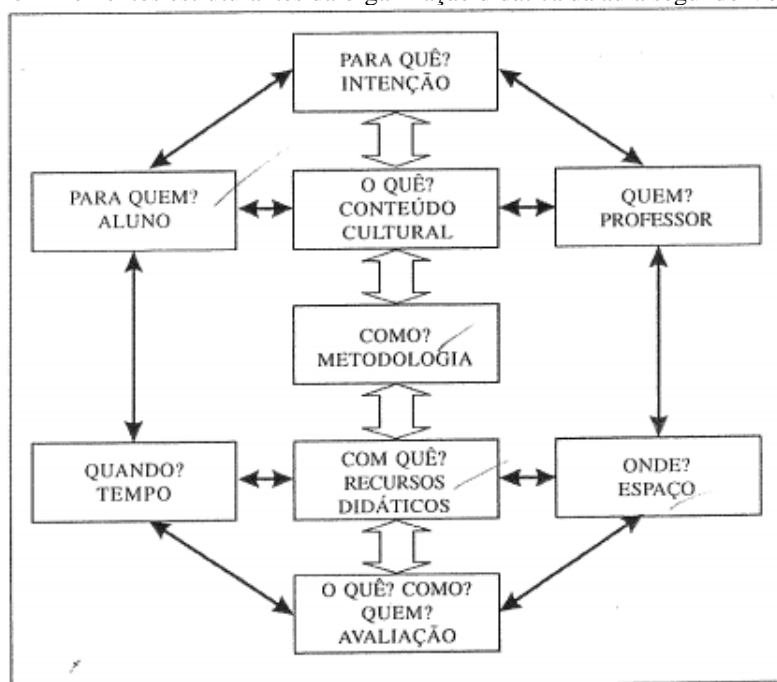 PARA QUÊ?
INTENÇÃO
PARA QUEM?
ALUNO
O QUÊ?
CONTEÚDO
CULTURAL
QUEM?
PROFESSOR
COMO?
METODOLOGIA
QUANDO?
TEMPO
COM QUÊ?
RECURSOS
DIDÁTICOS
ONDE?
ESPAÇO
O QUÊ? COMO?
QUEM?
AVALIAÇÃO